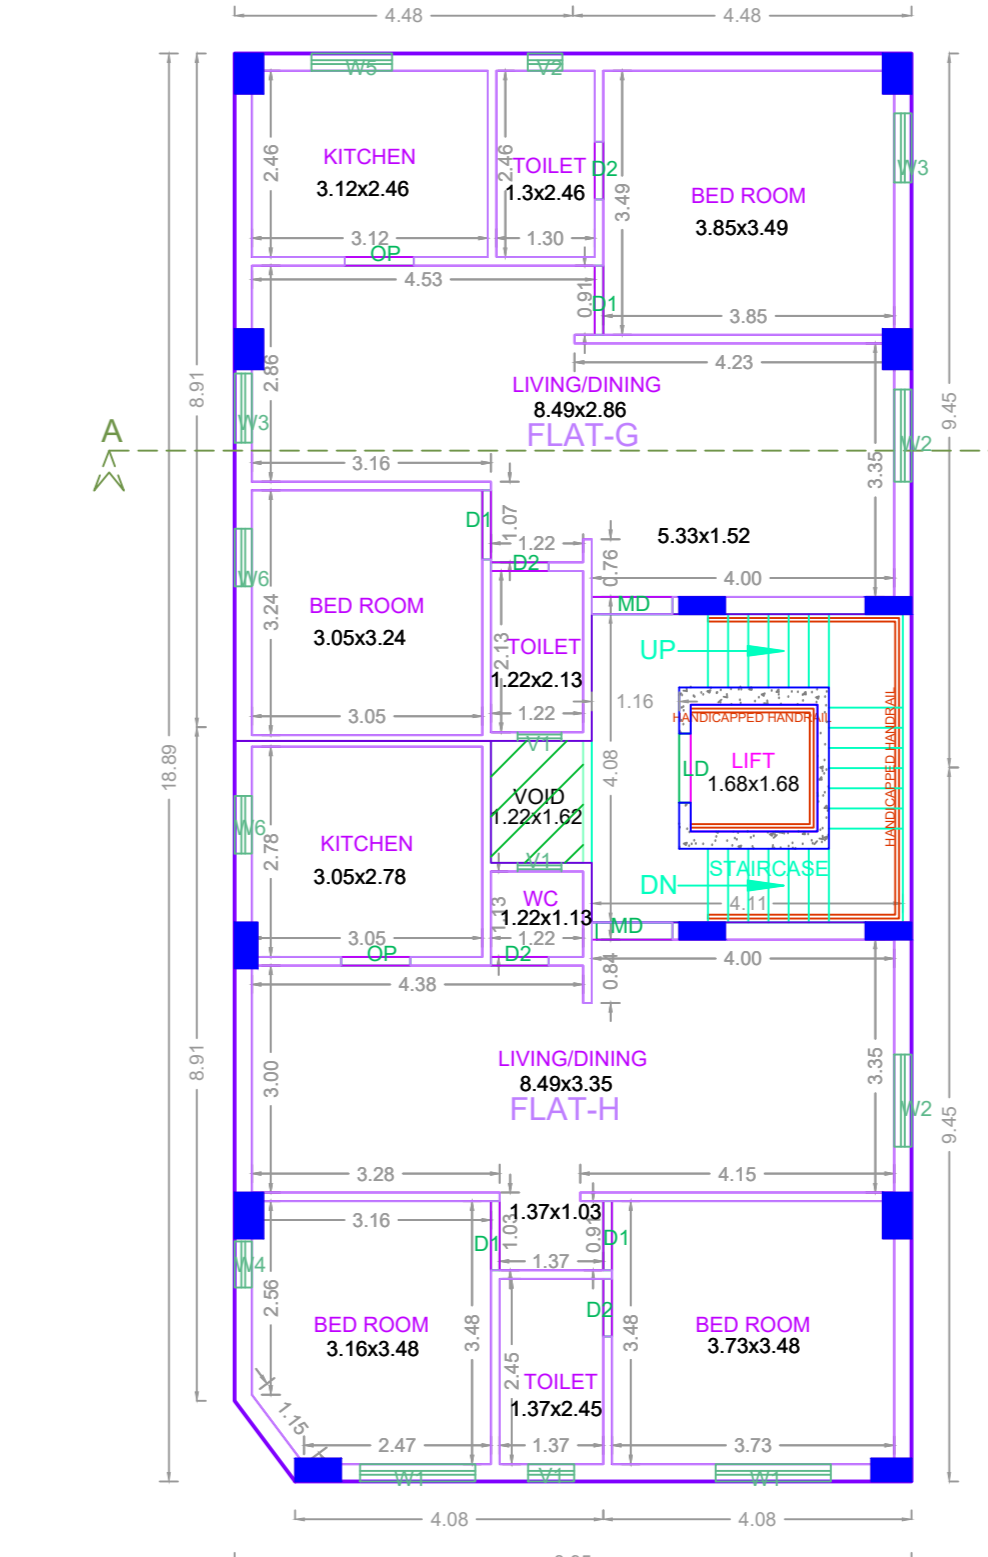 4.48
4.48
W5
V2
KITCHEN
3.12x2.46
2.46
3.12
OP
TOILET
1.3x2.46
2.46
1.30
D2
BED ROOM
3.85x3.49
3.49
3.85
W3
4.53
0.91
D1
4.23
8.91
2.86
LIVING/DINING
8.49x2.86
FLAT-G
W3
A
W2
9.45
3.35
3.16
D1
1.07
1.22
D2
0.76
5.33x1.52
4.00
W6
BED ROOM
3.05x3.24
3.24
3.05
TOILET
1.22x2.13
2.13
1.22
V1
MD
UP
1.16
HANDICAPPED HANDRAIL
HANDICAPPED HANDRAIL
LD
LIFT
1.68x1.68
4.08
18.89
VOID
1.22x1.62
V1
W6
KITCHEN
3.05x2.78
2.78
3.05
OP
WC
1.22x1.13
1.13
1.22
D2
STAIRCASE
DN
4.11
MD
4.00
0.84
4.38
8.91
3.00
LIVING/DINING
8.49x3.35
FLAT-H
3.35
W2
9.45
3.28
4.15
3.16
1.37x1.03
1.03
0.91
D1
D1
1.37
W4
2.56
BED ROOM
3.16x3.48
3.48
D2
3.48
BED ROOM
3.73x3.48
2.45
TOILET
1.37x2.45
1.15
2.47
1.37
3.73
W1
V1
W1
4.08
4.08